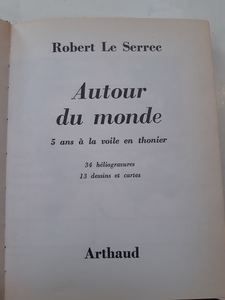 Robert Le Serrec
Autour
du monde
5 ans à la voile en thonier
34 héliogravures
13 dessins et cartes
Arthaud